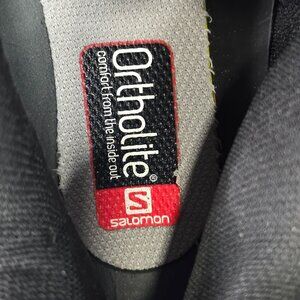 Ortholite®
comfort from the inside out
S
salomon